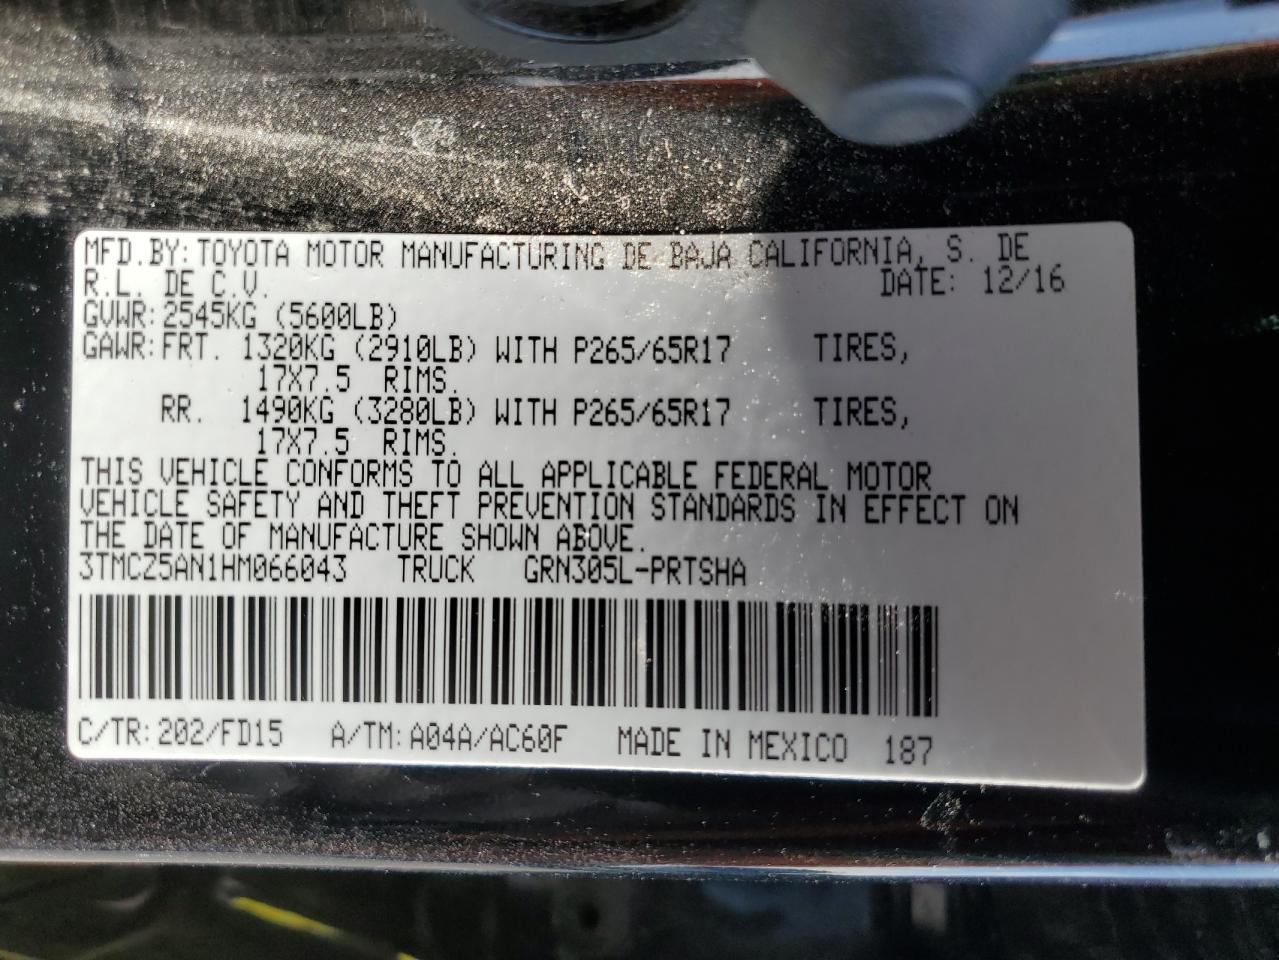 MFD.BY:TOYOTA MOTOR MANUFACTURING DE BAJA CALIFORNIA, S. DE
R.L. DE C.V. DATE: 12/16
GVWR:2545KG (5600LB)
GAWR:FRT. 1320KG (2910LB) WITH P265/65R17 TIRES,
17X7.5 RIMS.
RR. 1490KG (3280LB) WITH P265/65R17 TIRES,
17X7.5 RIMS.
THIS VEHICLE CONFORMS TO ALL APPLICABLE FEDERAL MOTOR
VEHICLE SAFETY AND THEFT PREVENTION STANDARDS IN EFFECT ON
THE DATE OF MANUFACTURE SHOWN ABOVE.
3TMCZ5AN1HM066043 TRUCK GRN305L-PRTSHA
C/TR:202/FD15 A/TM:A04A/AC60F MADE IN MEXICO 187